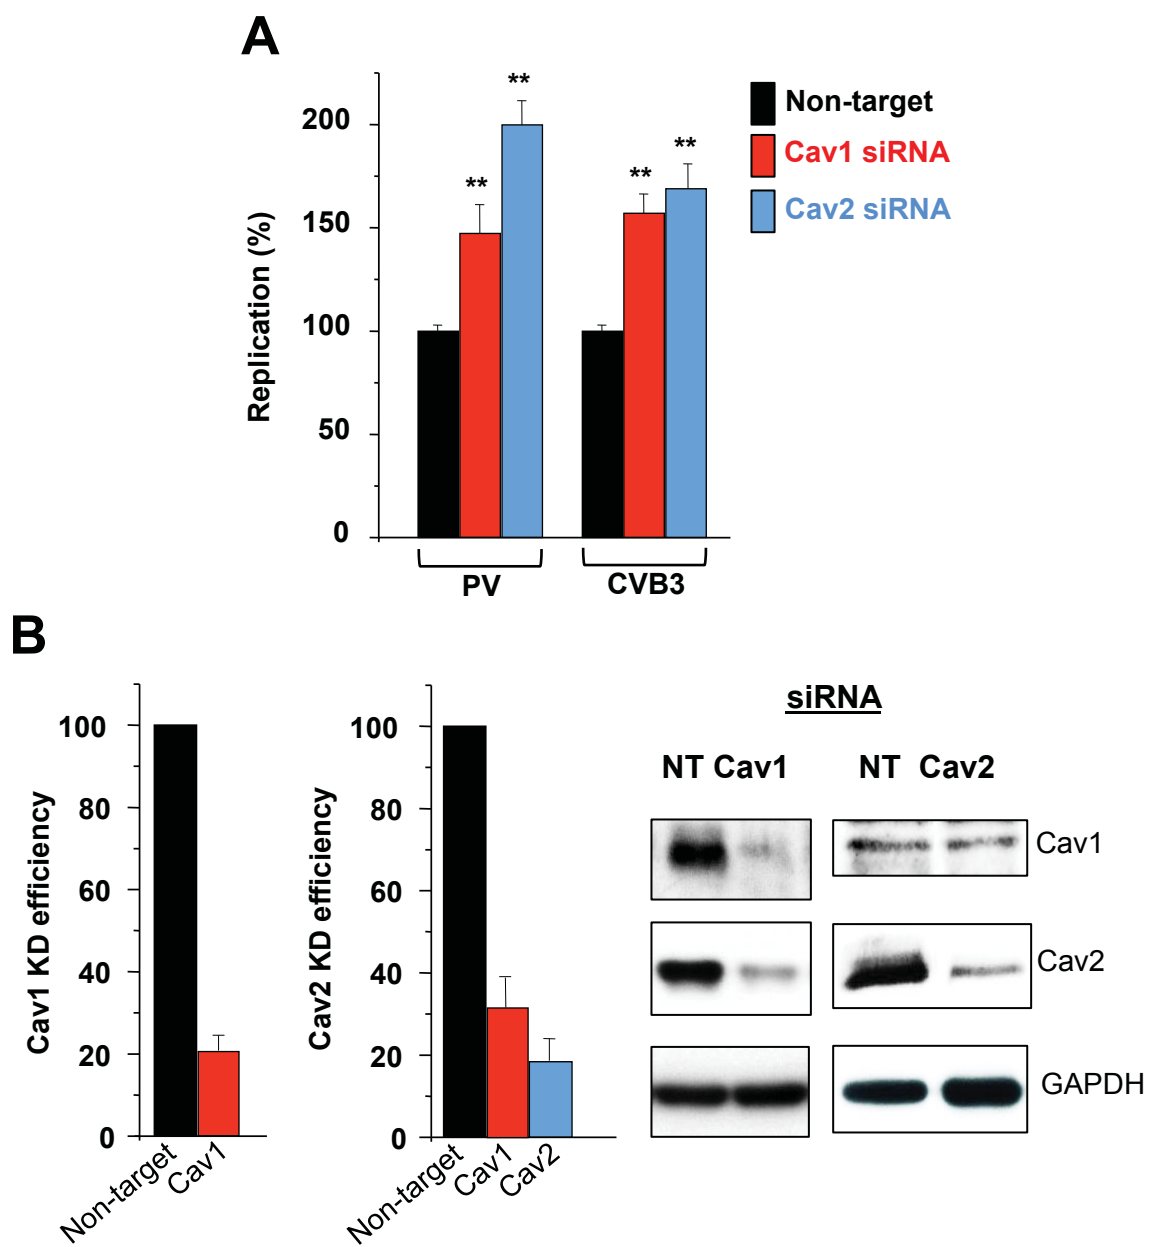 A
200
150
100
50
0
Replication (%)
**
**
**
**
Non-target
Cav1 siRNA
Cav2 siRNA
PV
CVB3
B
Cav1 KD efficiency
100
80
60
40
20
0
Non-target
Cav1
Cav2 KD efficiency
100
80
60
40
20
0
Non-target
Cav1
Cav2
siRNA
NT Cav1
NT Cav2
Cav1
Cav2
GAPDH